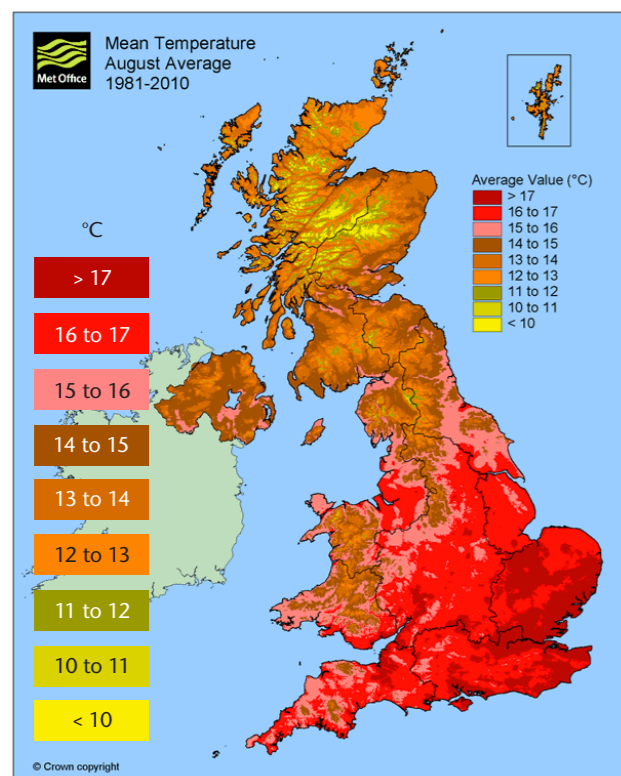 Met Office
Mean Temperature
August Average
1981-2010
Average Value (°C)
> 17
16 to 17
15 to 16
14 to 15
13 to 14
12 to 13
11 to 12
10 to 11
< 10
°C
> 17
16 to 17
15 to 16
14 to 15
13 to 14
12 to 13
11 to 12
10 to 11
< 10
© Crown copyright